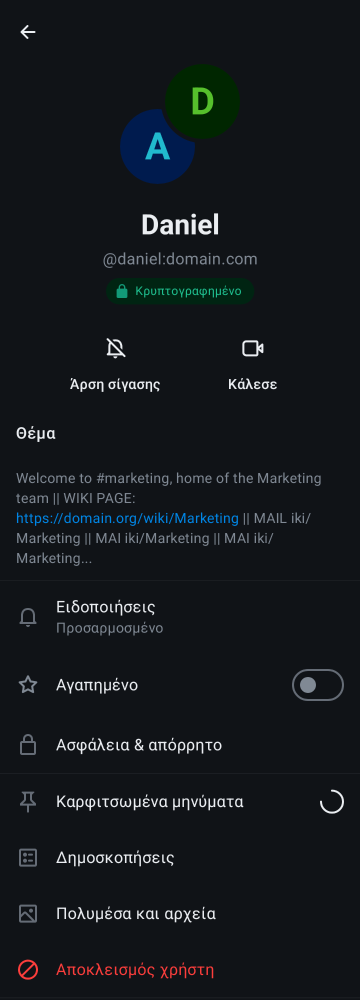 D
A
Daniel
@daniel:domain.com
Κρυπτογραφημένο
Άρση σίγασης
Κάλεσε
Θέμα
Welcome to #marketing, home of the Marketing
team || WIKI PAGE:
https://domain.org/wiki/Marketing || MAIL iki/
Marketing || MAI iki/Marketing || MAI iki/
Marketing...
Ειδοποιήσεις
Προσαρμοσμένο
Αγαπημένο
Ασφάλεια & απόρρητο
Καρφιτσωμένα μηνύματα
Δημοσκοπήσεις
Πολυμέσα και αρχεία
Αποκλεισμός χρήστη